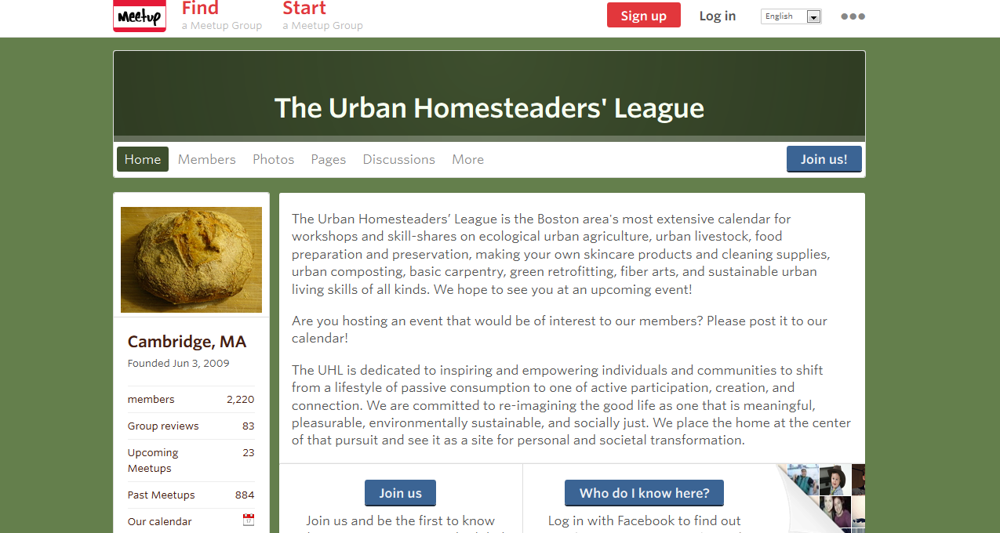 Meetup
Find
a Meetup Group
Start
a Meetup Group
Sign up
Log in
English
The Urban Homesteaders' League
Home
Members
Photos
Pages
Discussions
More
Join us!
Cambridge, MA
Founded Jun 3, 2009
members 2,220
Group reviews 83
Upcoming 23
Meetups
Past Meetups 884
Our calendar
17
The Urban Homesteaders’ League is the Boston area's most extensive calendar for
workshops and skill-shares on ecological urban agriculture, urban livestock, food
preparation and preservation, making your own skincare products and cleaning supplies,
urban composting, basic carpentry, green retrofitting, fiber arts, and sustainable urban
living skills of all kinds. We hope to see you at an upcoming event!
Are you hosting an event that would be of interest to our members? Please post it to our
calendar!
The UHL is dedicated to inspiring and empowering individuals and communities to shift
from a lifestyle of passive consumption to one of active participation, creation, and
connection. We are committed to re-imagining the good life as one that is meaningful,
pleasurable, environmentally sustainable, and socially just. We place the home at the center
of that pursuit and see it as a site for personal and societal transformation.
Join us
Join us and be the first to know
Who do I know here?
Log in with Facebook to find out